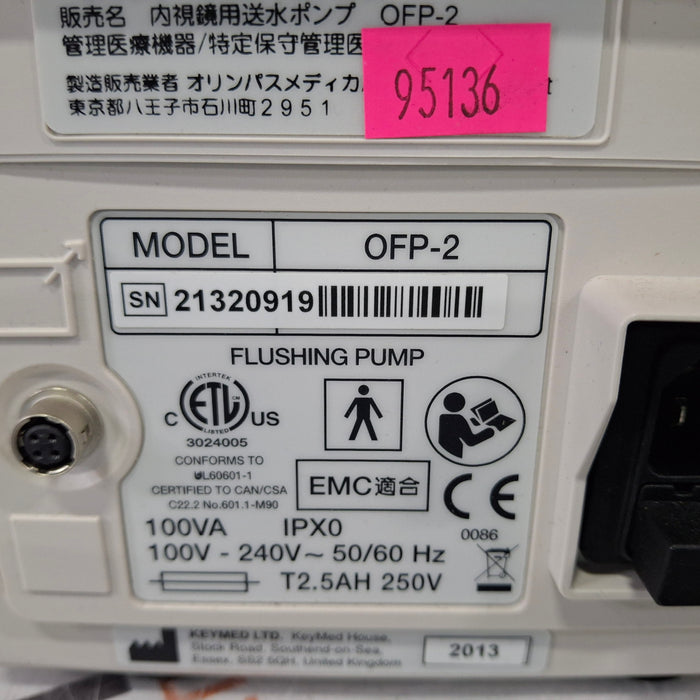 販売名 内視鏡用送水ポンプ OFP-2
管理医療機器/特定保守管理医
製造販売業者 オリンパスメディカ
東京都八王子市石川町2951
95136
MODEL OFP-2
SN 21320919
FLUSHING PUMP
INTERTEK
C ETL US
LISTED
3024005
CONFORMS TO
UL60601-1
CERTIFIED TO CAN/CSA
C22.2 No.601.1-M90
EMC適合
CE
0086
100VA IPX0
100V - 240V~ 50/60 Hz
T2.5AH 250V
KEYMED LTD. KeyMed House,
Stock Road, Southend-on-Sea,
Essex, SS2 5QH, United Kingdom
2013